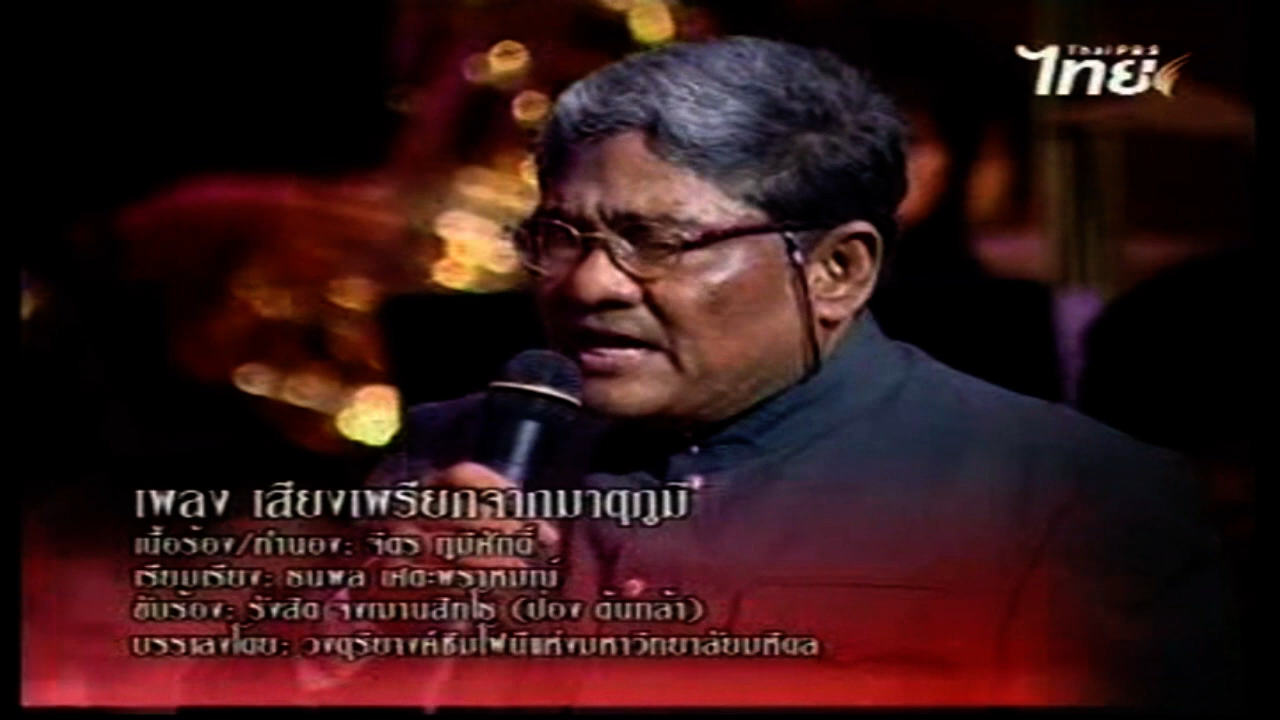 Thai PBS
ไทย
เพลง เสียงเพรียกจากมาตุภูมิ
เนื้อร้อง/ทำนอง: จิตร ภูมิศักดิ์
เรียบเรียง: ธนพล เศตะพราหมณ์
ขับร้อง: รังสิต จงฌานสิทโธ (ป่อง ต้นกล้า)
บรรเลงโดย: วงดุริยางค์ซิมโฟนีแห่งมหาวิทยาลัยมหิดล